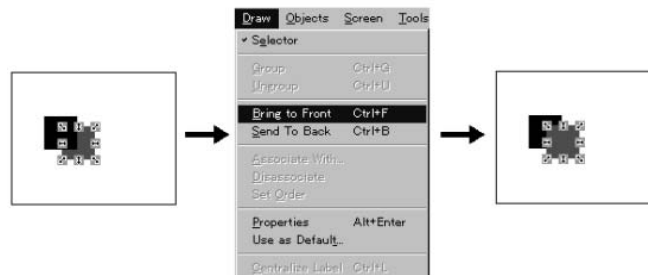 Draw Objects Screen Tools
✓ Selector
Group Ctrl+G
Ungroup Ctrl+U
Bring to Front Ctrl+F
Send To Back Ctrl+B
Associate With...
Disassociate
Set Order
Properties Alt+Enter
Use as Default...
Centralize Label Ctrl+L